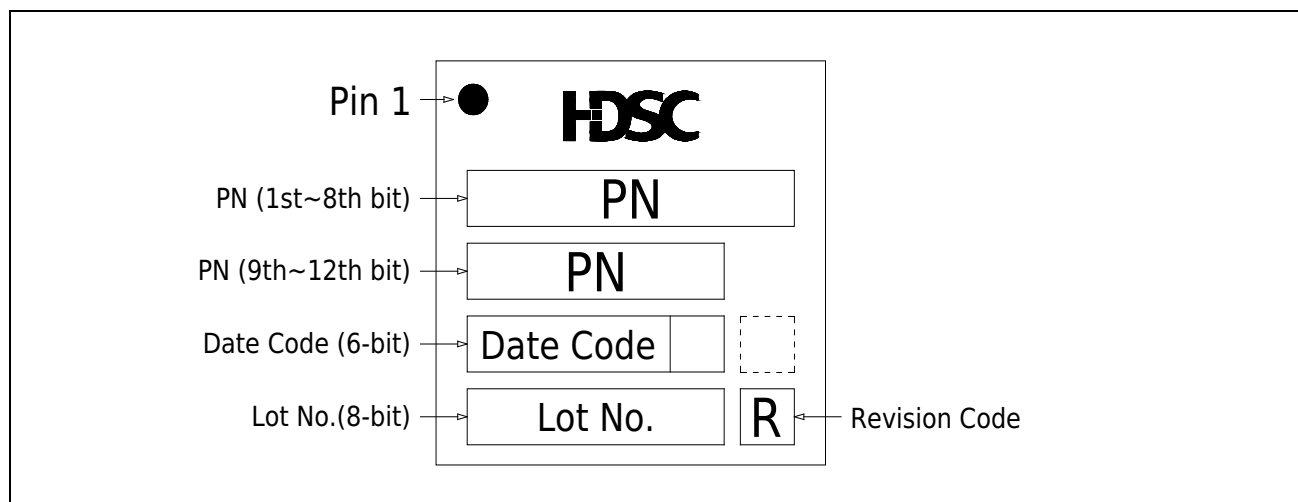 HDSC
Pin 1
PN (1st~8th bit) PN
PN (9th~12th bit) PN
Date Code (6-bit) Date Code
Lot No.(8-bit) Lot No. R Revision Code